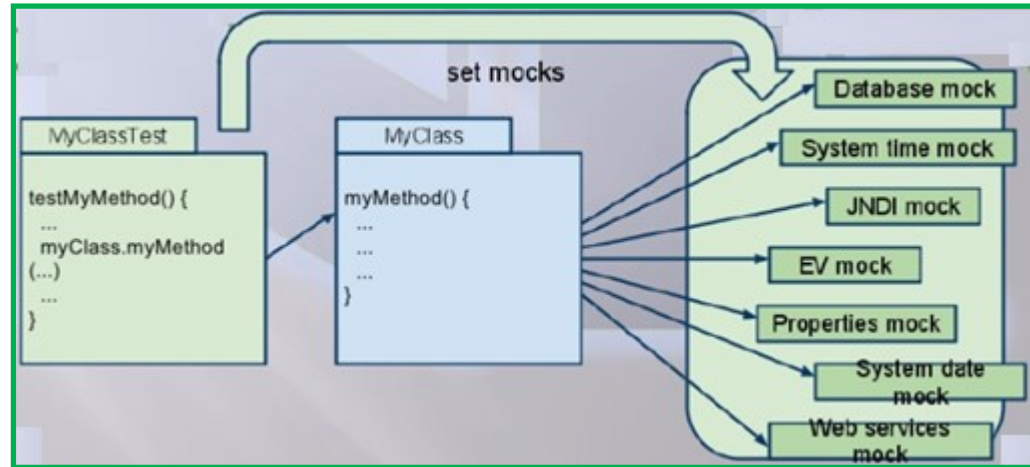 set mocks
MyClassTest
testMyMethod() {
...
myClass.myMethod
(...)
...
}
MyClass
myMethod() {
...
...
...
}
Database mock
System time mock
JNDI mock
EV mock
Properties mock
System date
mock
Web services
mock